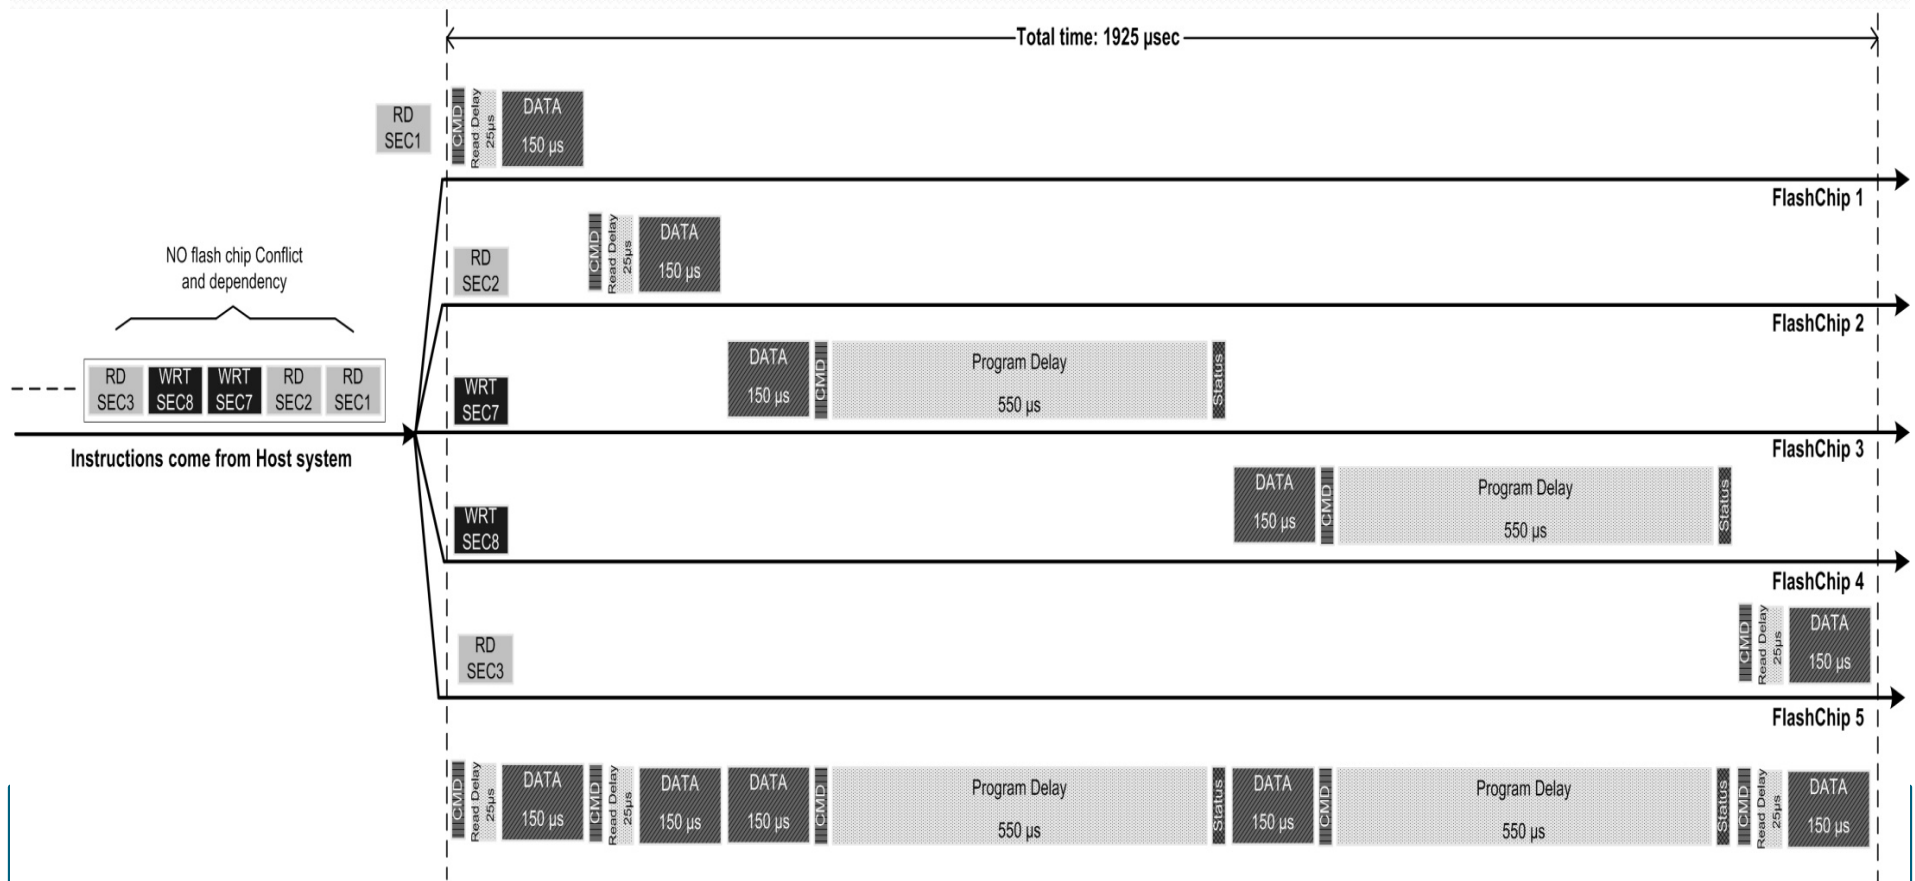 Total time: 1925 µsec
RD
SEC1
CMD
Read Delay
25µs
DATA
150 µs
FlashChip 1
RD
SEC2
CMD
Read Delay
25µs
DATA
150 µs
FlashChip 2
NO flash chip Conflict
and dependency
RD
SEC3
WRT
SEC8
WRT
SEC7
RD
SEC2
RD
SEC1
Instructions come from Host system
WRT
SEC7
DATA
150 µs
CMD
Program Delay
550 µs
Status
FlashChip 3
WRT
SEC8
DATA
150 µs
CMD
Program Delay
550 µs
Status
FlashChip 4
RD
SEC3
CMD
Read Delay
25µs
DATA
150 µs
FlashChip 5
CMD
Read Delay
25µs
DATA
150 µs
CMD
Read Delay
25µs
DATA
150 µs
DATA
150 µs
CMD
Program Delay
550 µs
Status
DATA
150 µs
CMD
Program Delay
550 µs
Status
CMD
Read Delay
25µs
DATA
150 µs